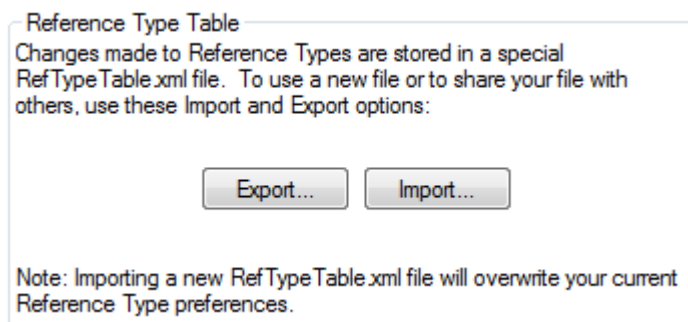 Reference Type Table
Changes made to Reference Types are stored in a special
RefTypeTable.xml file.  To use a new file or to share your file with
others, use these Import and Export options:
Export...
Import...
Note: Importing a new RefTypeTable.xml file will overwrite your current
Reference Type preferences.